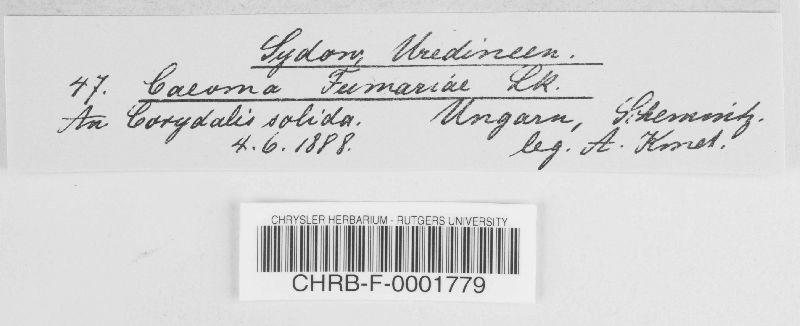 Sydow, Uredineen.
47. Caeoma Fumariae Lk.
An Corydalis solida. Ungarn, Schemnitz.
4.6.1888. leg. A. Kmet.
CHRYSLER HERBARIUM - RUTGERS UNIVERSITY
CHRB-F-0001779